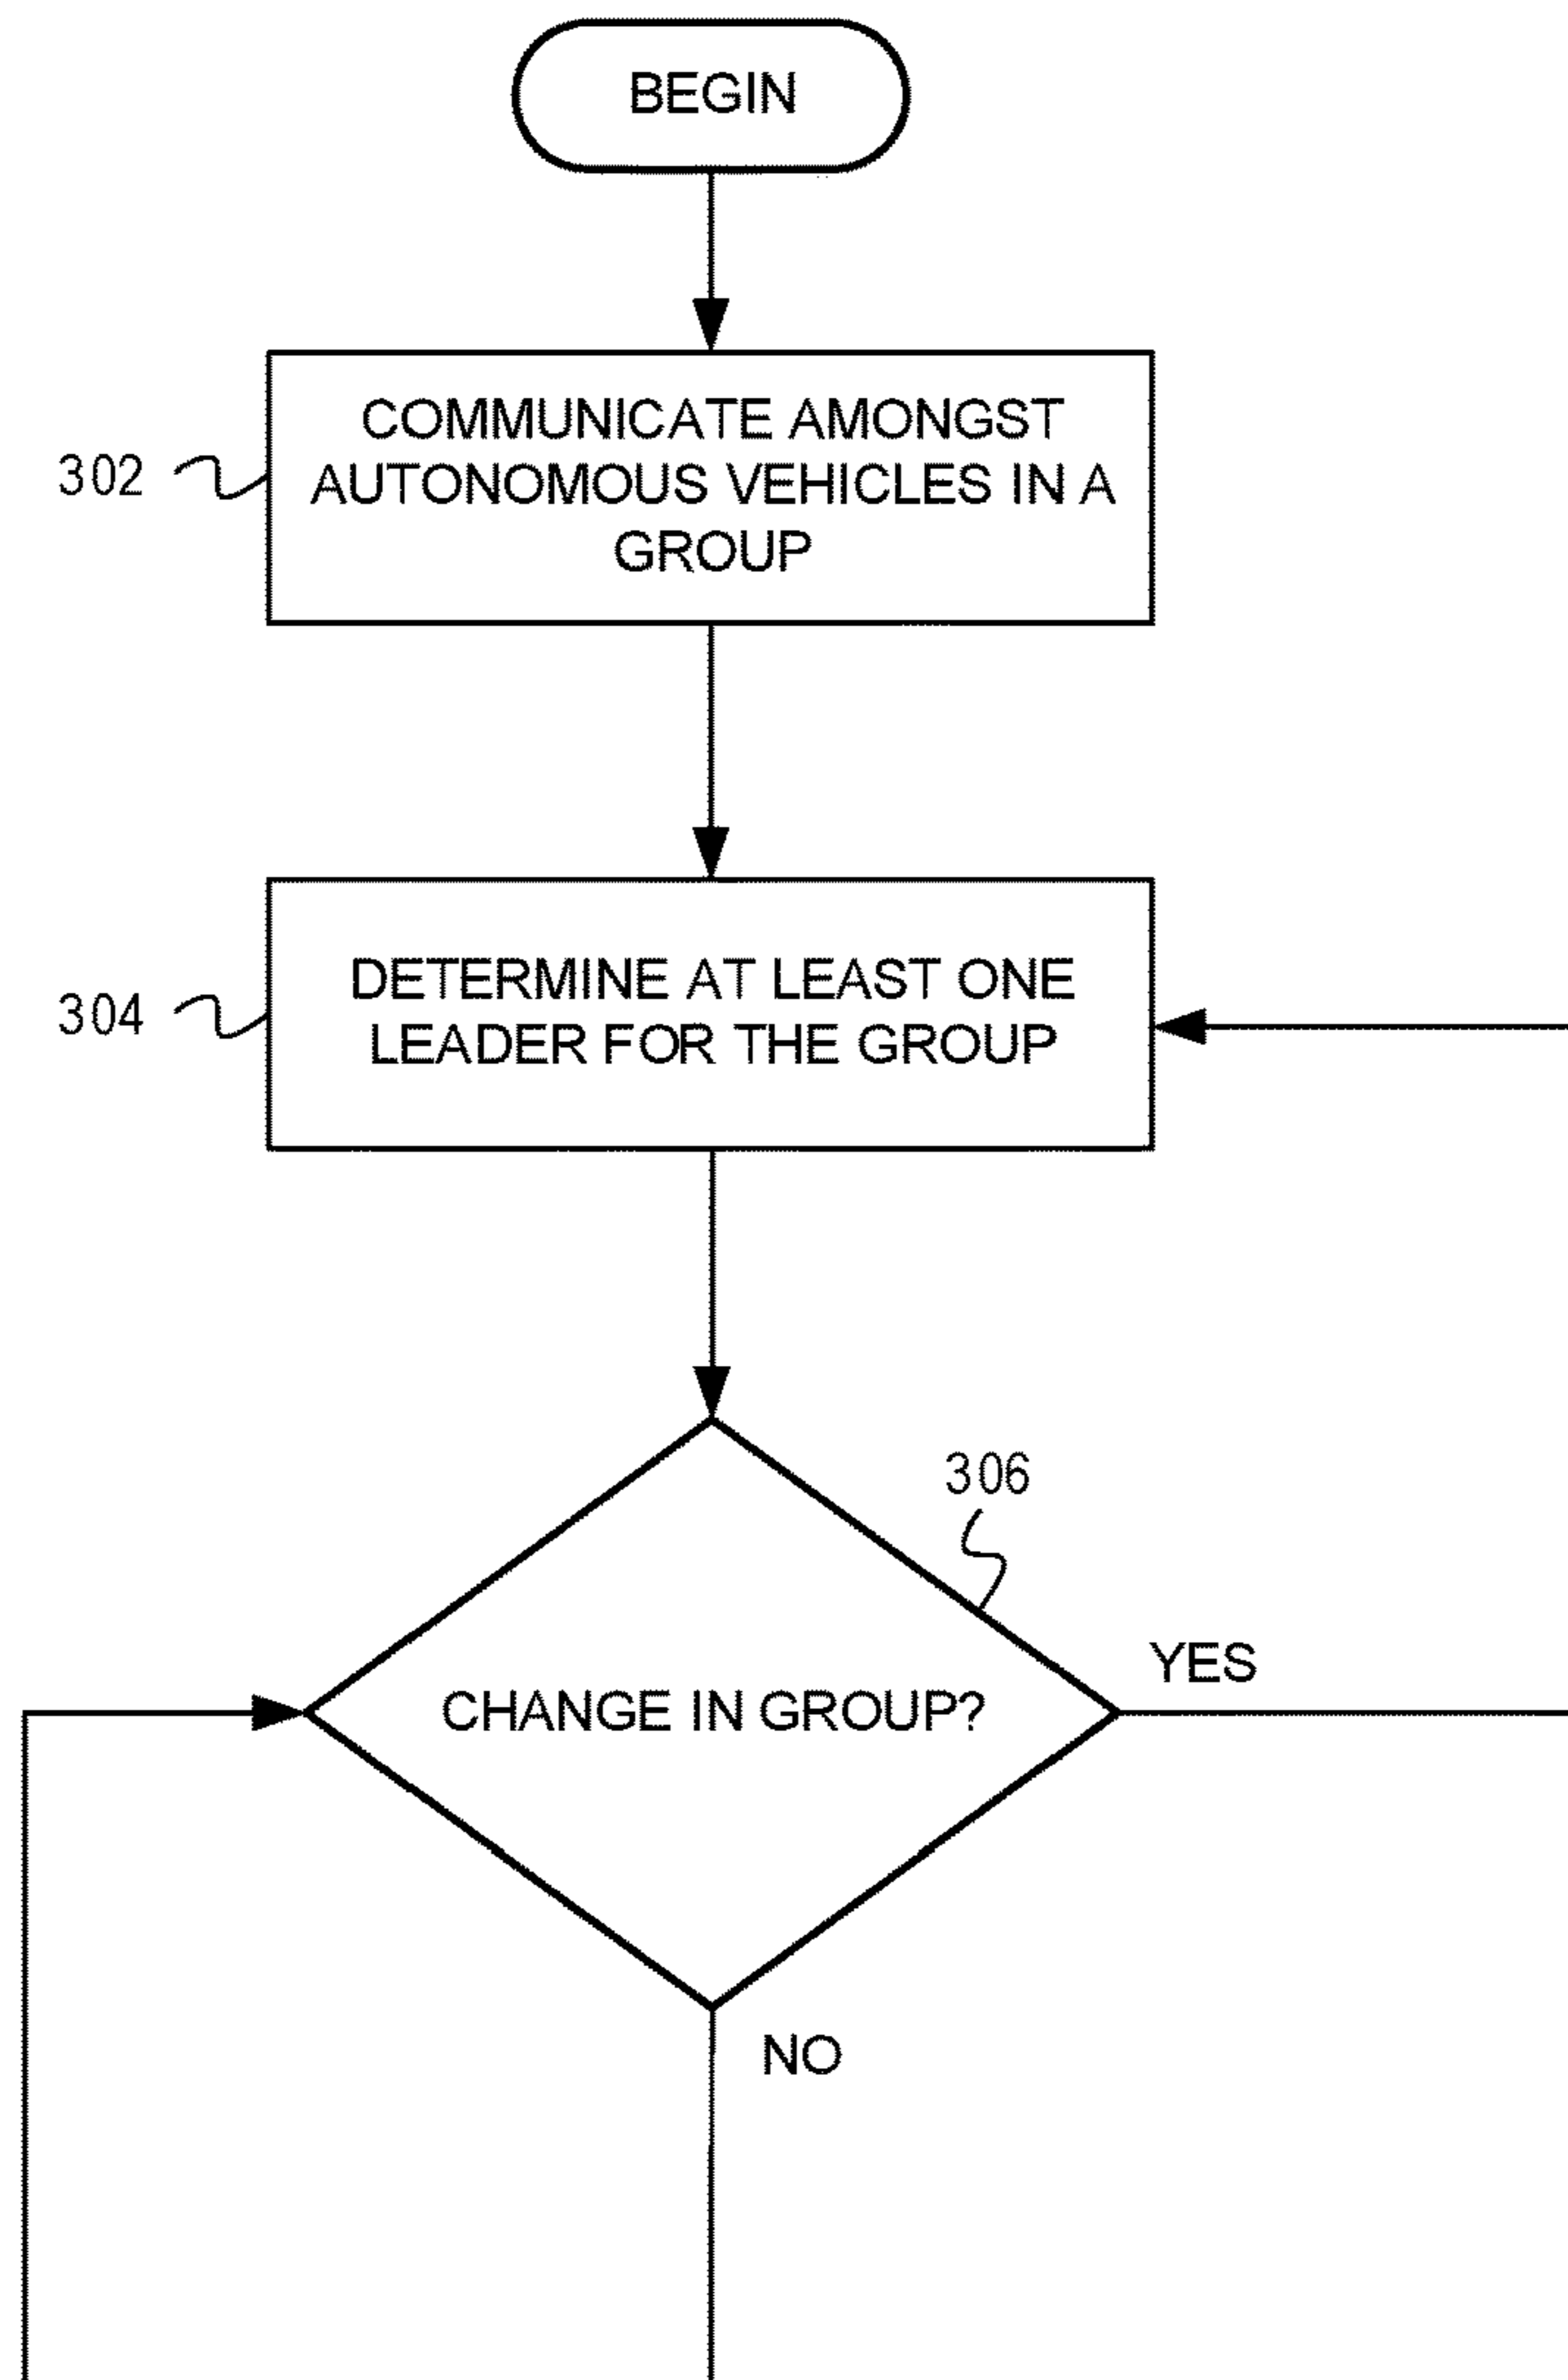 BEGIN
COMMUNICATE AMONGST
AUTONOMOUS VEHICLES IN A
GROUP
302
DETERMINE AT LEAST ONE
LEADER FOR THE GROUP
304
306
YES
CHANGE IN GROUP?
NO